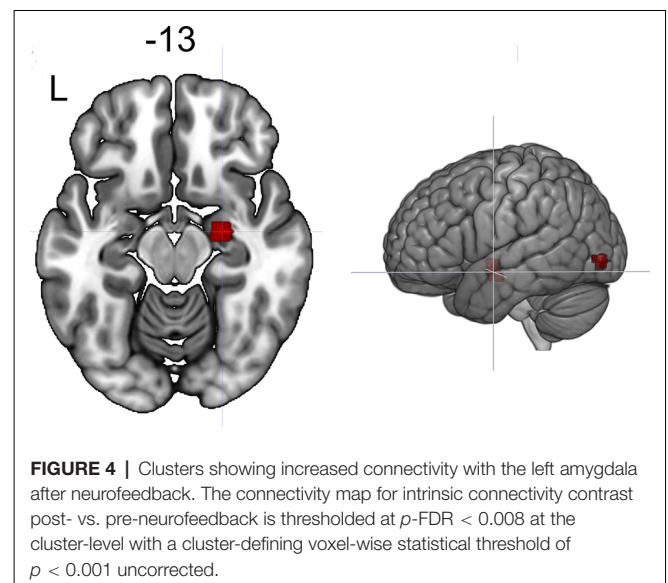 -13
L
FIGURE 4 | Clusters showing increased connectivity with the left amygdala
after neurofeedback. The connectivity map for intrinsic connectivity contrast
post- vs. pre-neurofeedback is thresholded at p-FDR < 0.008 at the
cluster-level with a cluster-defining voxel-wise statistical threshold of
p < 0.001 uncorrected.